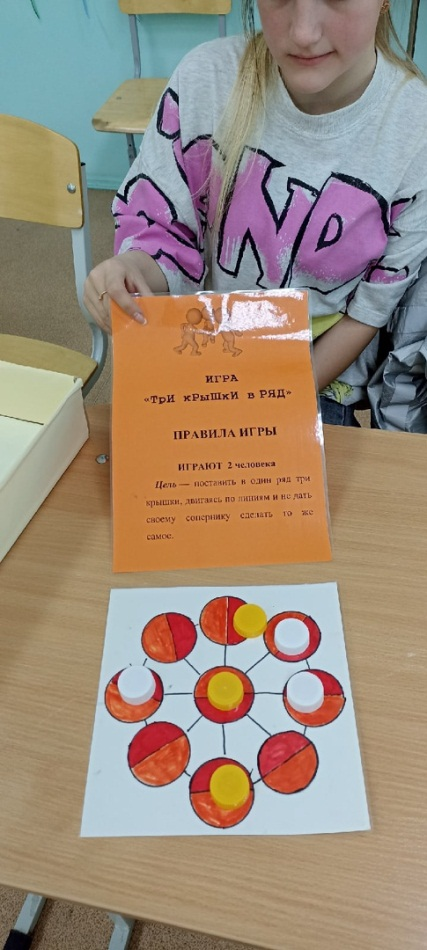 ИГРА
«ТРИ КРЫШКИ В РЯД»
ПРАВИЛА ИГРЫ
ИГРАЮТ 2 человека
Цель — поставить в один ряд три
крышки, двигаясь по линиям и не дать
своему сопернику сделать то же
самое.